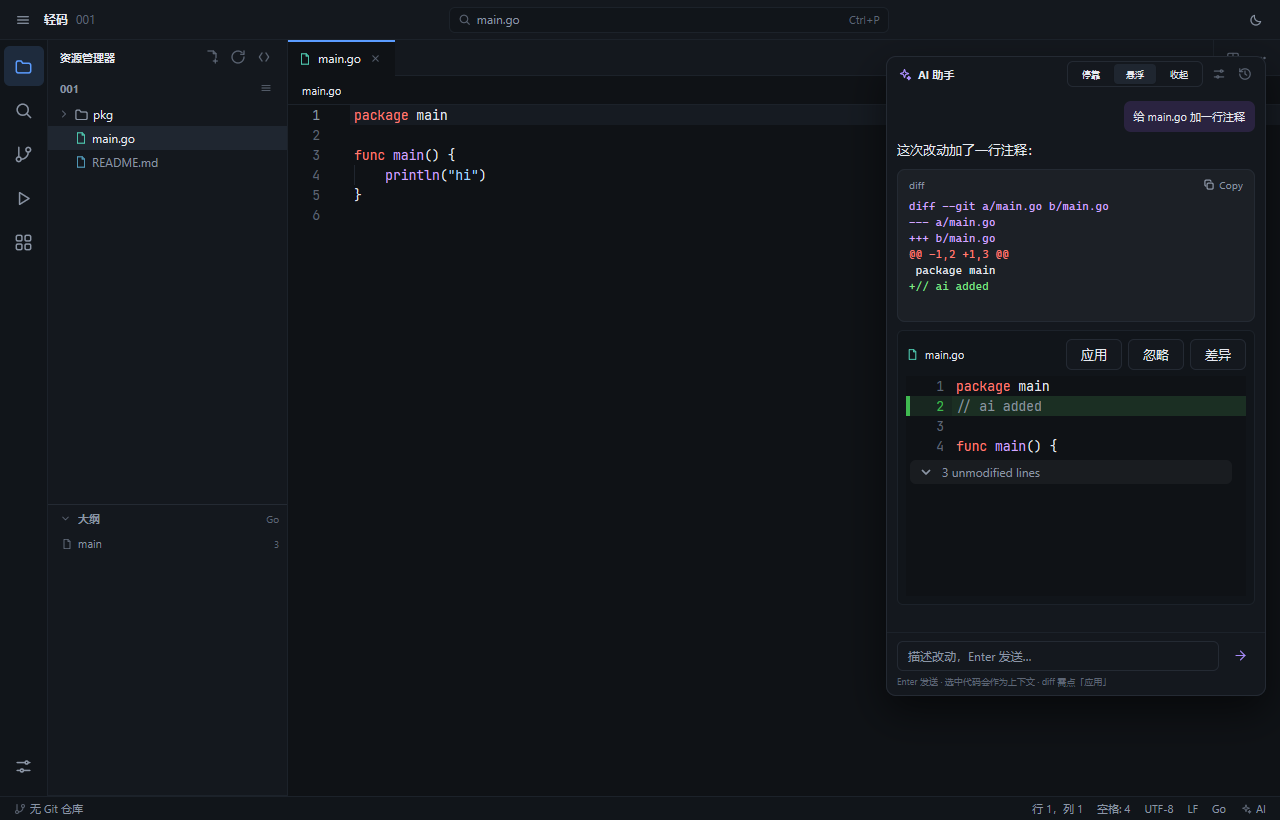 轻码 001
main.go Ctrl+P
资源管理器
001
pkg
main.go
README.md
大纲 Go
main 3
main.go
main.go
1 package main
2
3 func main() {
4 println("hi")
5 }
6
AI 助手 停靠 悬浮 收起
给 main.go 加一行注释
这次改动加了一行注释：
diff Copy
diff --git a/main.go b/main.go
--- a/main.go
+++ b/main.go
@@ -1,2 +1,3 @@
package main
+// ai added
main.go 应用 忽略 差异
1 package main
2 // ai added
3
4 func main() {
3 unmodified lines
描述改动，Enter 发送...
Enter 发送 · 选中代码会作为上下文 · diff 需点「应用」
无 Git 仓库 行 1，列 1 空格: 4 UTF-8 LF Go AI